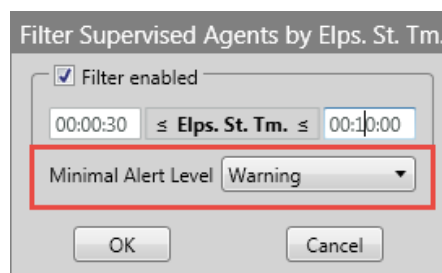 Filter Supervised Agents by Elps. St. Tm.
Filter enabled
00:00:30 ≤ Elps. St. Tm. ≤ 00:10:00
Minimal Alert Level Warning
OK Cancel